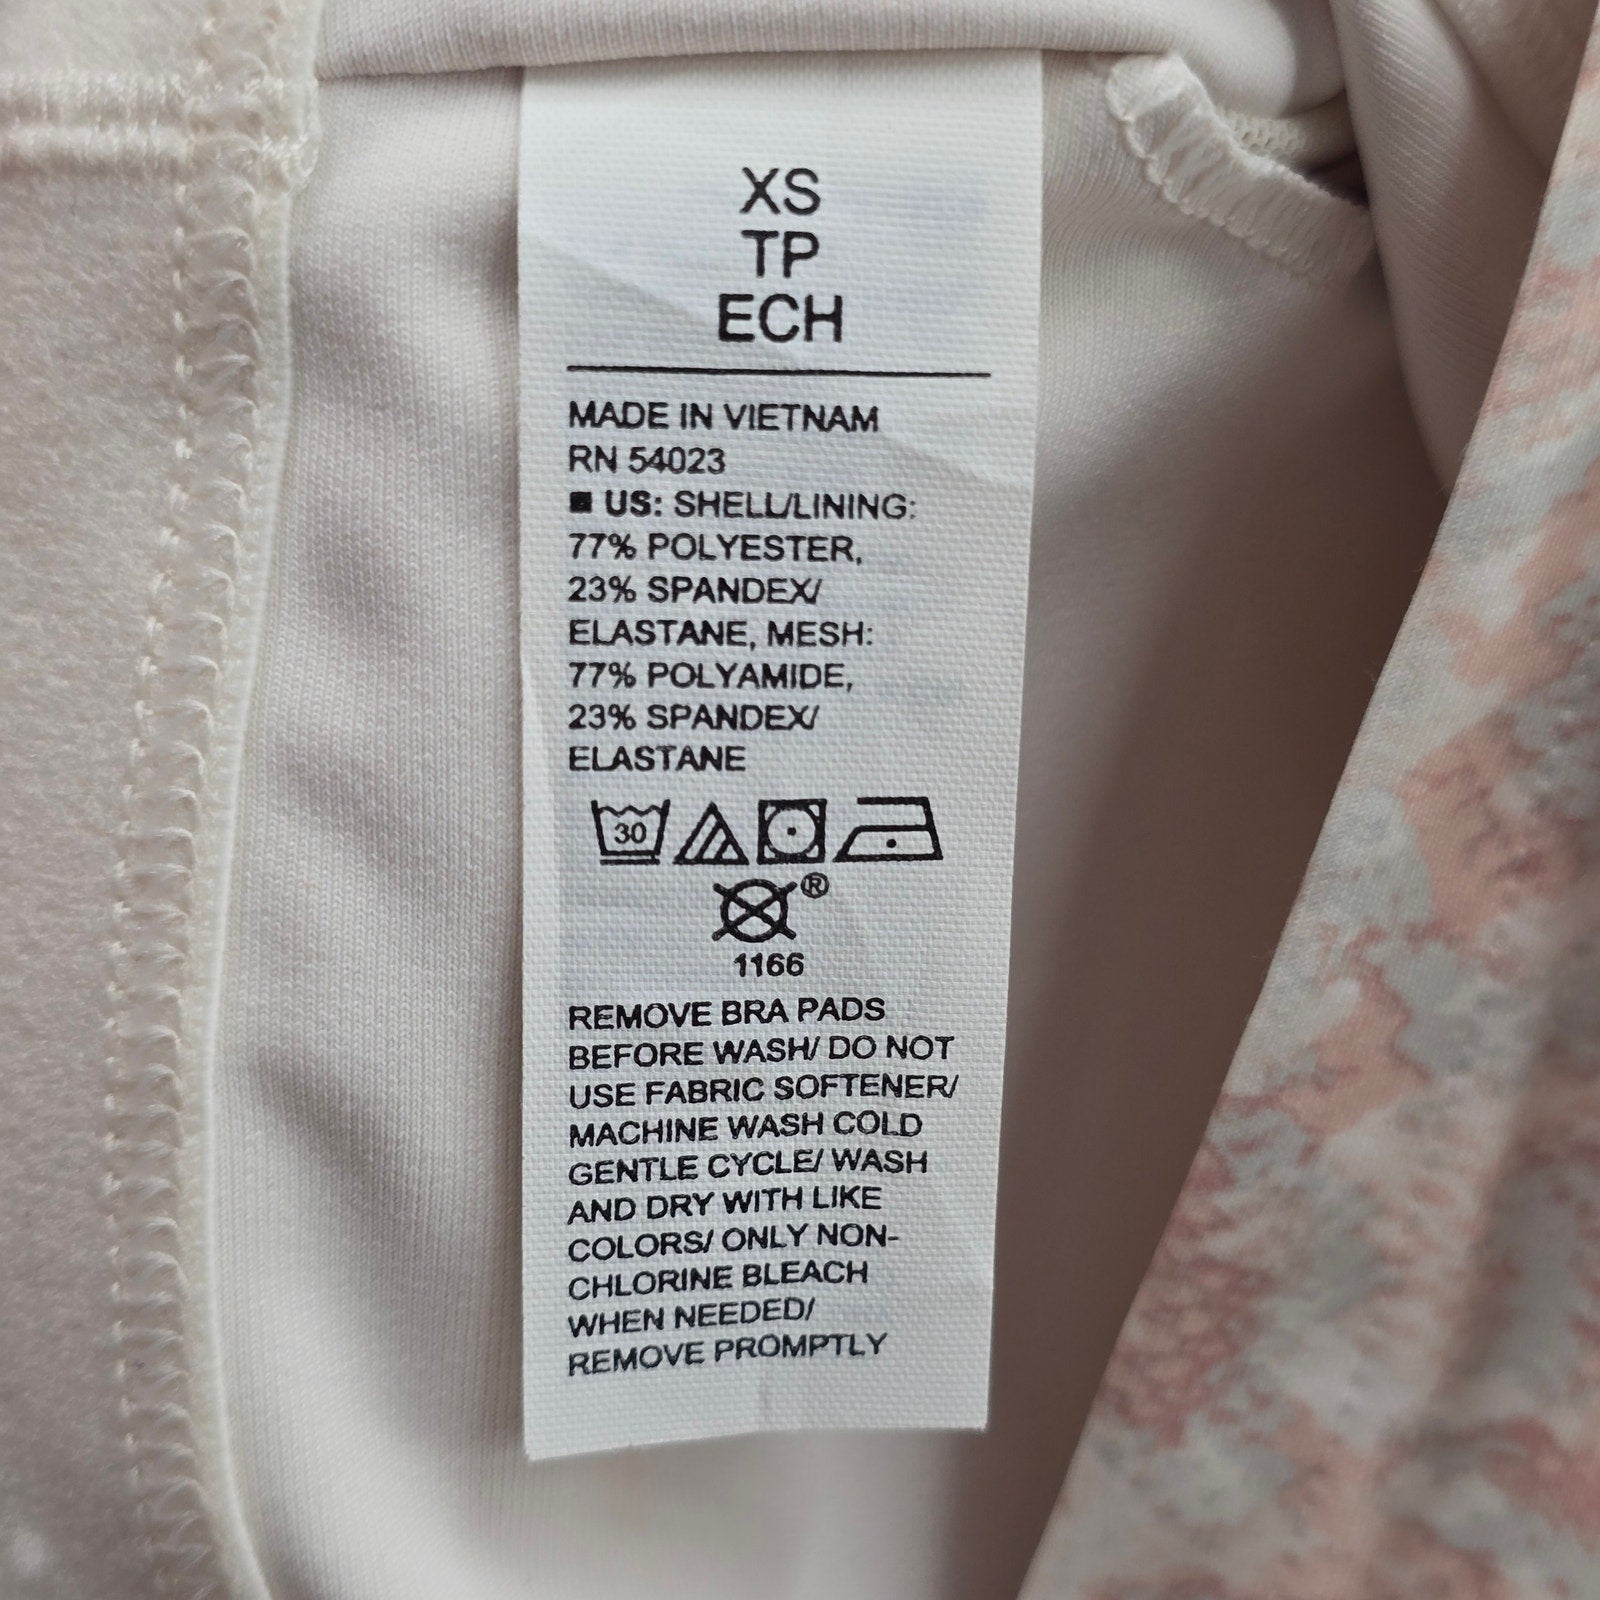 XS
TP
ECH
MADE IN VIETNAM
RN 54023
■ US: SHELL/LINING:
77% POLYESTER,
23% SPANDEX/
ELASTANE, MESH:
77% POLYAMIDE,
23% SPANDEX/
ELASTANE
30
®
1166
REMOVE BRA PADS
BEFORE WASH/ DO NOT
USE FABRIC SOFTENER/
MACHINE WASH COLD
GENTLE CYCLE/ WASH
AND DRY WITH LIKE
COLORS/ ONLY NON-
CHLORINE BLEACH
WHEN NEEDED/
REMOVE PROMPTLY